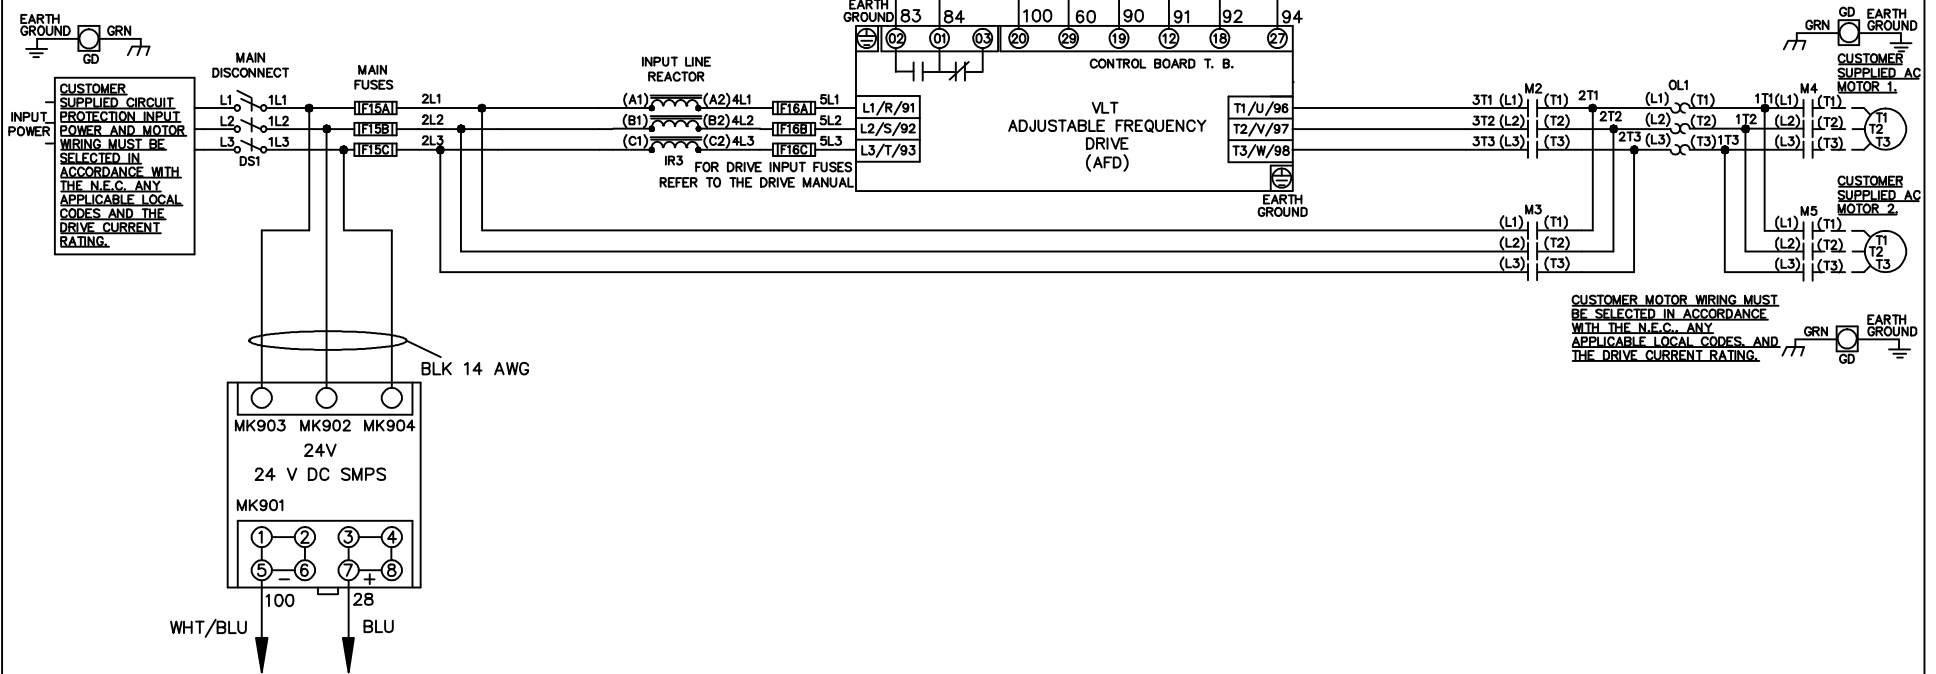 EARTH
GROUND
GRN
GD
CUSTOMER
SUPPLIED CIRCUIT
PROTECTION INPUT
POWER AND MOTOR
WIRING MUST BE
SELECTED IN
ACCORDANCE WITH
THE N.E.C. ANY
APPLICABLE LOCAL
CODES AND THE
DRIVE CURRENT
RATING.
INPUT
POWER
MAIN
DISCONNECT
L1 1L1
L2 1L2
L3 1L3
DS1
MAIN
FUSES
F15A
F15B
F15C
2L1
2L2
2L3
INPUT LINE
REACTOR
(A1) (A2) 4L1
(B1) (B2) 4L2
(C1) (C2) 4L3
IR3
F16A 5L1
F16B 5L2
F16C 5L3
FOR DRIVE INPUT FUSES
REFER TO THE DRIVE MANUAL
EARTH
GROUND
83 84 100 60 90 91 92 94
02 01 03 20 29 19 12 18 27
CONTROL BOARD T. B.
L1/R/91
L2/S/92
L3/T/93
VLT
ADJUSTABLE FREQUENCY
DRIVE
(AFD)
T1/U/96
T2/V/97
T3/W/98
EARTH
GROUND
M2
3T1 (L1) (T1) 2T1
3T2 (L2) (T2) 2T2
3T3 (L3) (T3) 2T3
OL1
(L1) (T1) 1T1
(L2) (T2) 1T2
(L3) (T3) 1T3
M4
(L1) (T1)
(L2) (T2)
(L3) (T3)
T1
T2
T3
GD
GRN
EARTH
GROUND
CUSTOMER
SUPPLIED AC
MOTOR 1.
M3
(L1) (T1)
(L2) (T2)
(L3) (T3)
CUSTOMER
SUPPLIED AC
MOTOR 2.
M5
(L1) (T1)
(L2) (T2)
(L3) (T3)
T1
T2
T3
CUSTOMER MOTOR WIRING MUST
BE SELECTED IN ACCORDANCE
WITH THE N.E.C., ANY
APPLICABLE LOCAL CODES, AND
THE DRIVE CURRENT RATING.
GRN
GD
EARTH
GROUND
BLK 14 AWG
MK903 MK902 MK904
24V
24 V DC SMPS
MK901
1 2 3 4
5 6 7 8
− +
100 28
WHT/BLU BLU